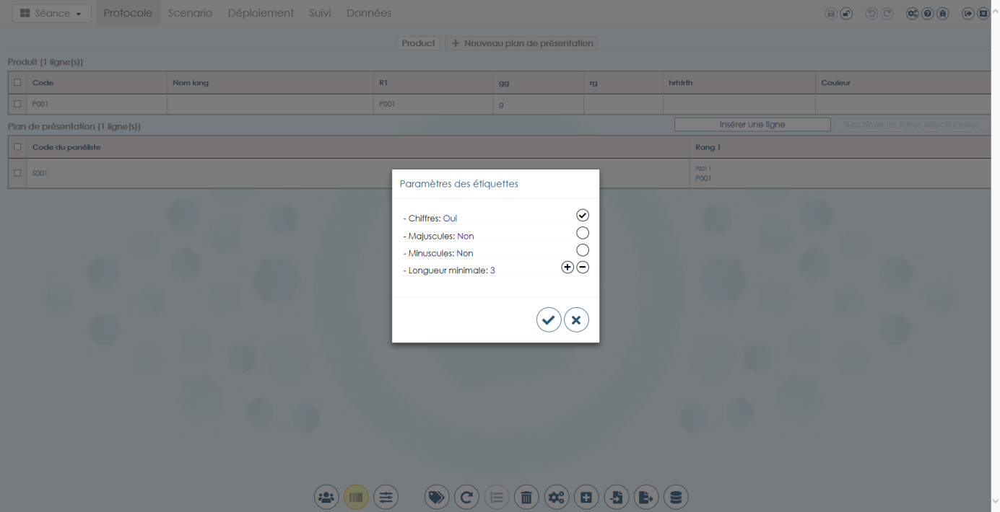 Séance Protocole Scenario Déploiement Suivi Données
Product + Nouveau plan de présentation
Produit (1 ligne(s))
Code Nom long R1 gg rg hrhtrth Couleur
P001 P001 g
Plan de présentation (1 ligne(s))
Insérer une ligne Supprimer les lignes sélectionnées
Code du panéliste Rang 1
S001 P001 1
P001
Paramètres des étiquettes
- Chiffres: Oui
- Majuscules: Non
- Minuscules: Non
- Longueur minimale: 3